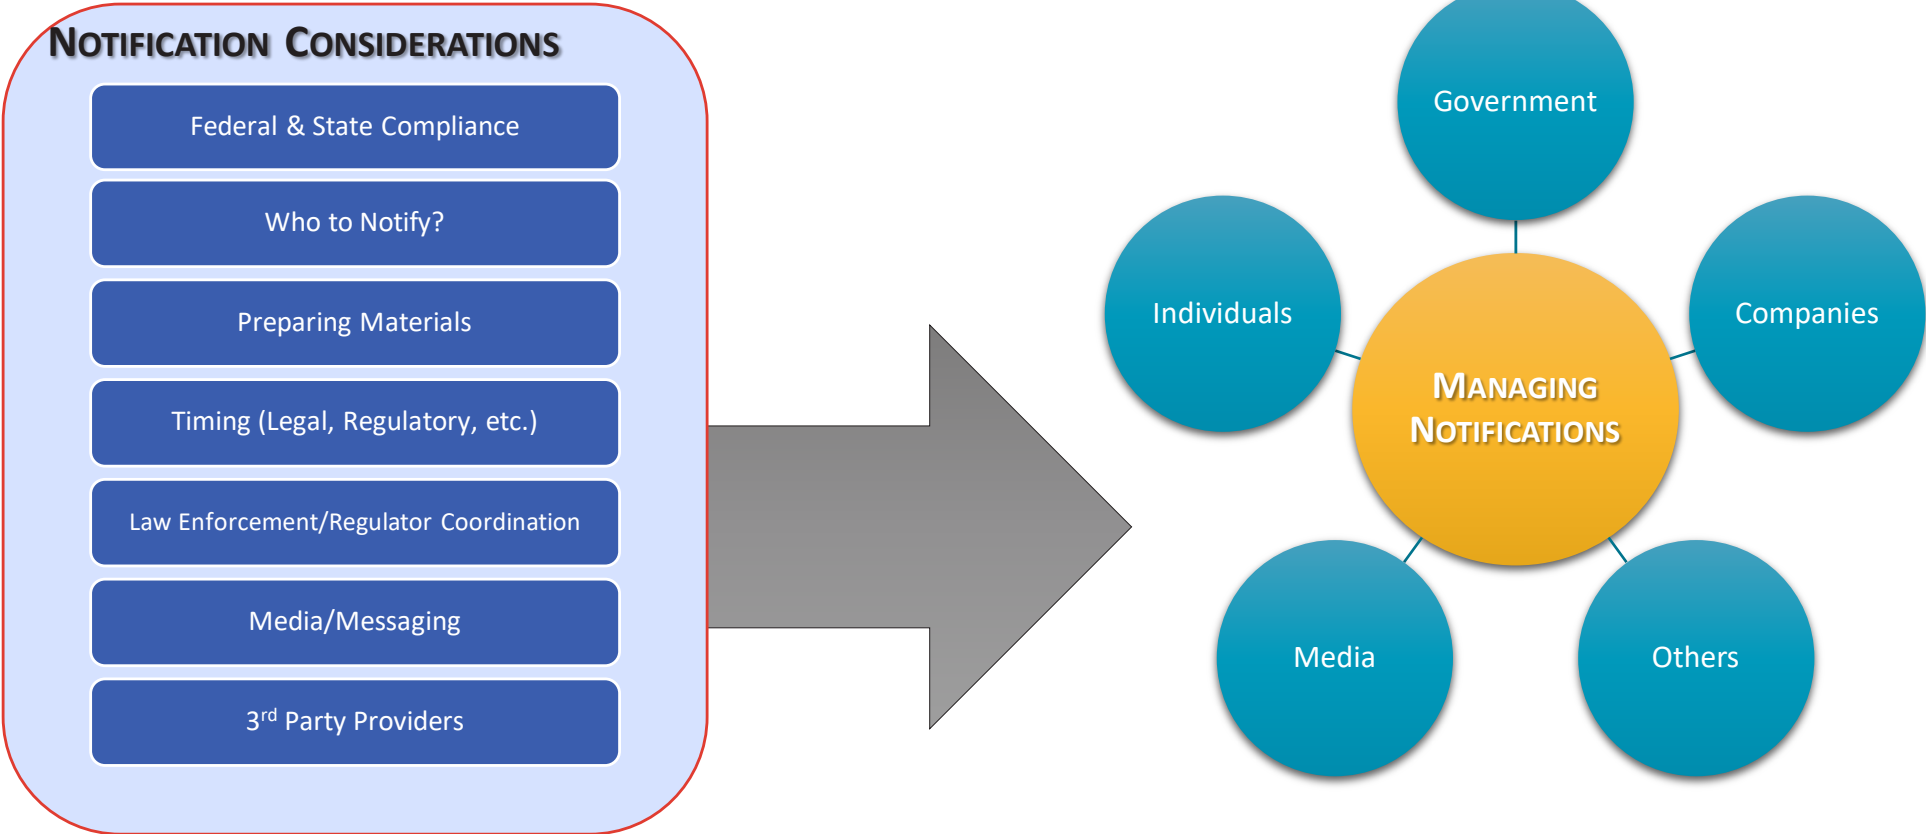 Notification Considerations
Federal & State Compliance
Who to Notify?
Preparing Materials
Timing (Legal, Regulatory, etc.)
Law Enforcement/Regulator Coordination
Media/Messaging
3rd Party Providers
Government
Individuals
Companies
Managing
Notifications
Media
Others